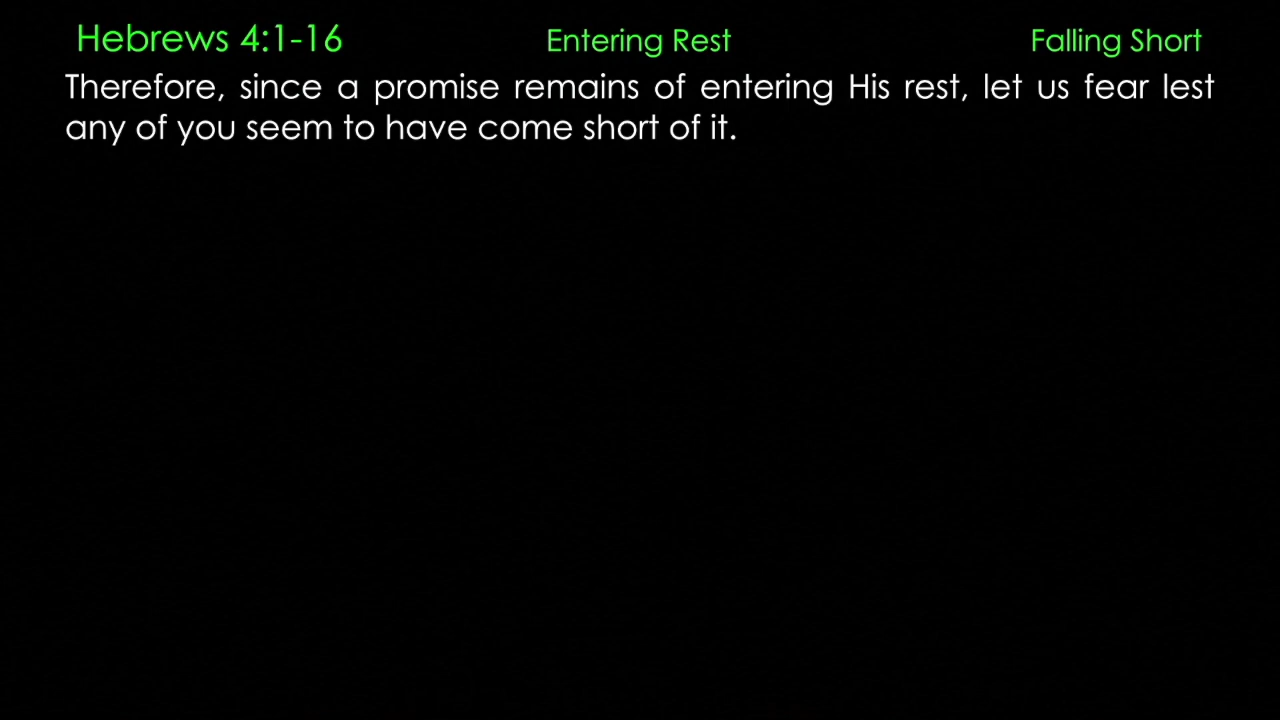 Hebrews 4:1-16 Entering Rest Falling Short
Therefore, since a promise remains of entering His rest, let us fear lest
any of you seem to have come short of it.